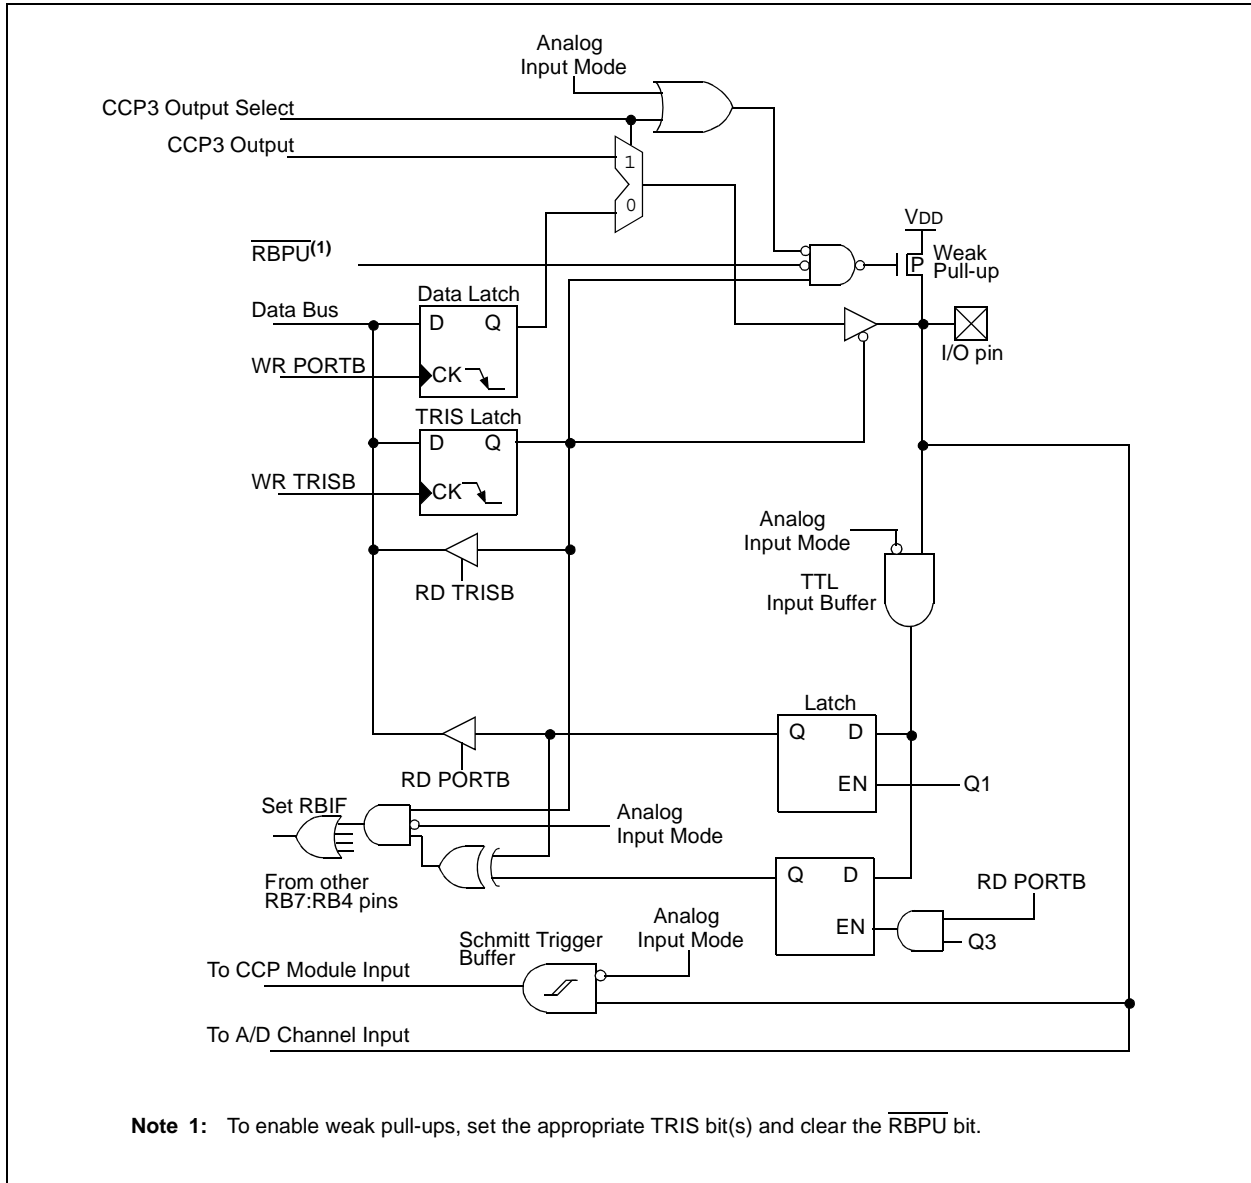 Analog
Input Mode
CCP3 Output Select
CCP3 Output
1
0
VDD
RBPU(1)
Weak
Pull-up
P
Data Bus
Data Latch
D Q
I/O pin
WR PORTB
CK
TRIS Latch
D Q
WR TRISB
CK
Analog
Input Mode
TTL
Input Buffer
RD TRISB
Latch
Q D
RD PORTB
EN
Q1
Set RBIF
Analog
Input Mode
From other
RB7:RB4 pins
Q D
RD PORTB
EN
Q3
Analog
Input Mode
Schmitt Trigger
Buffer
To CCP Module Input
To A/D Channel Input
Note 1: To enable weak pull-ups, set the appropriate TRIS bit(s) and clear the RBPU bit.